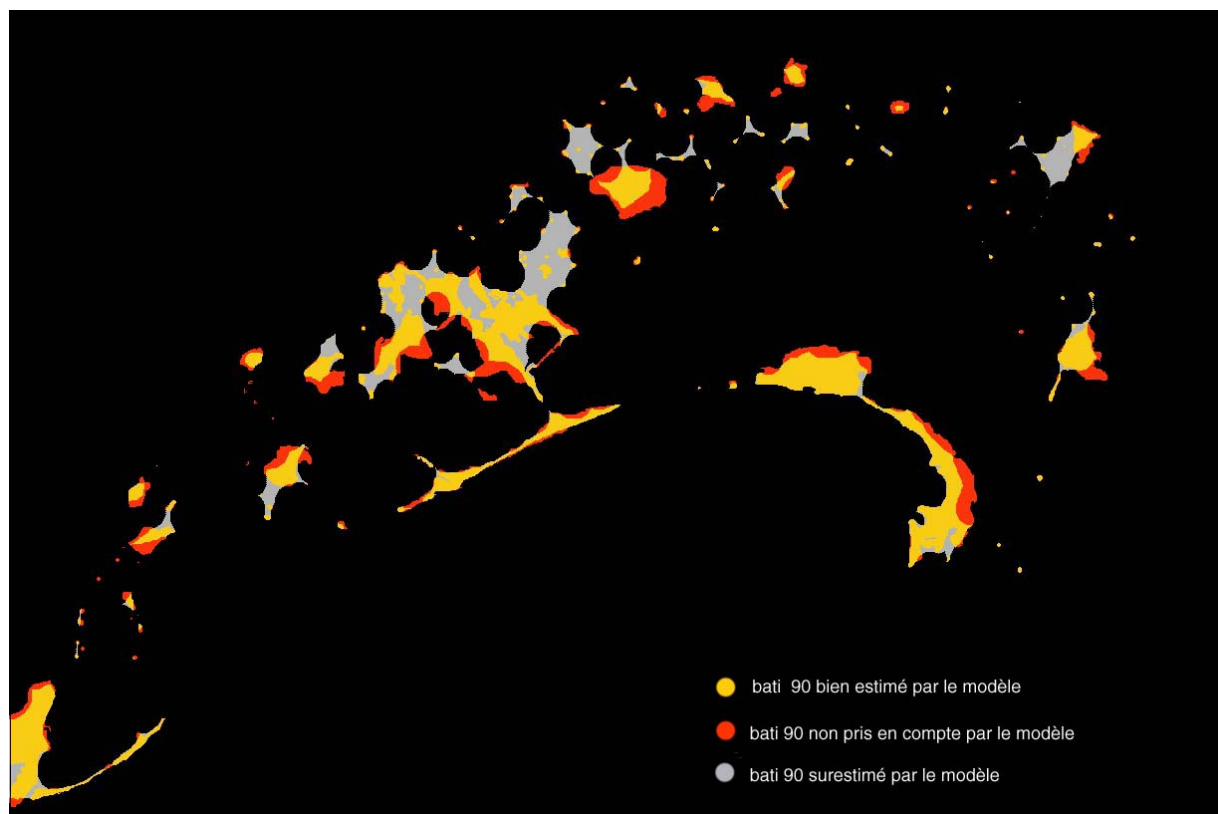 bati 90 bien estimé par le modèle
bati 90 non pris en compte par le modèle
bati 90 surestimé par le modèle